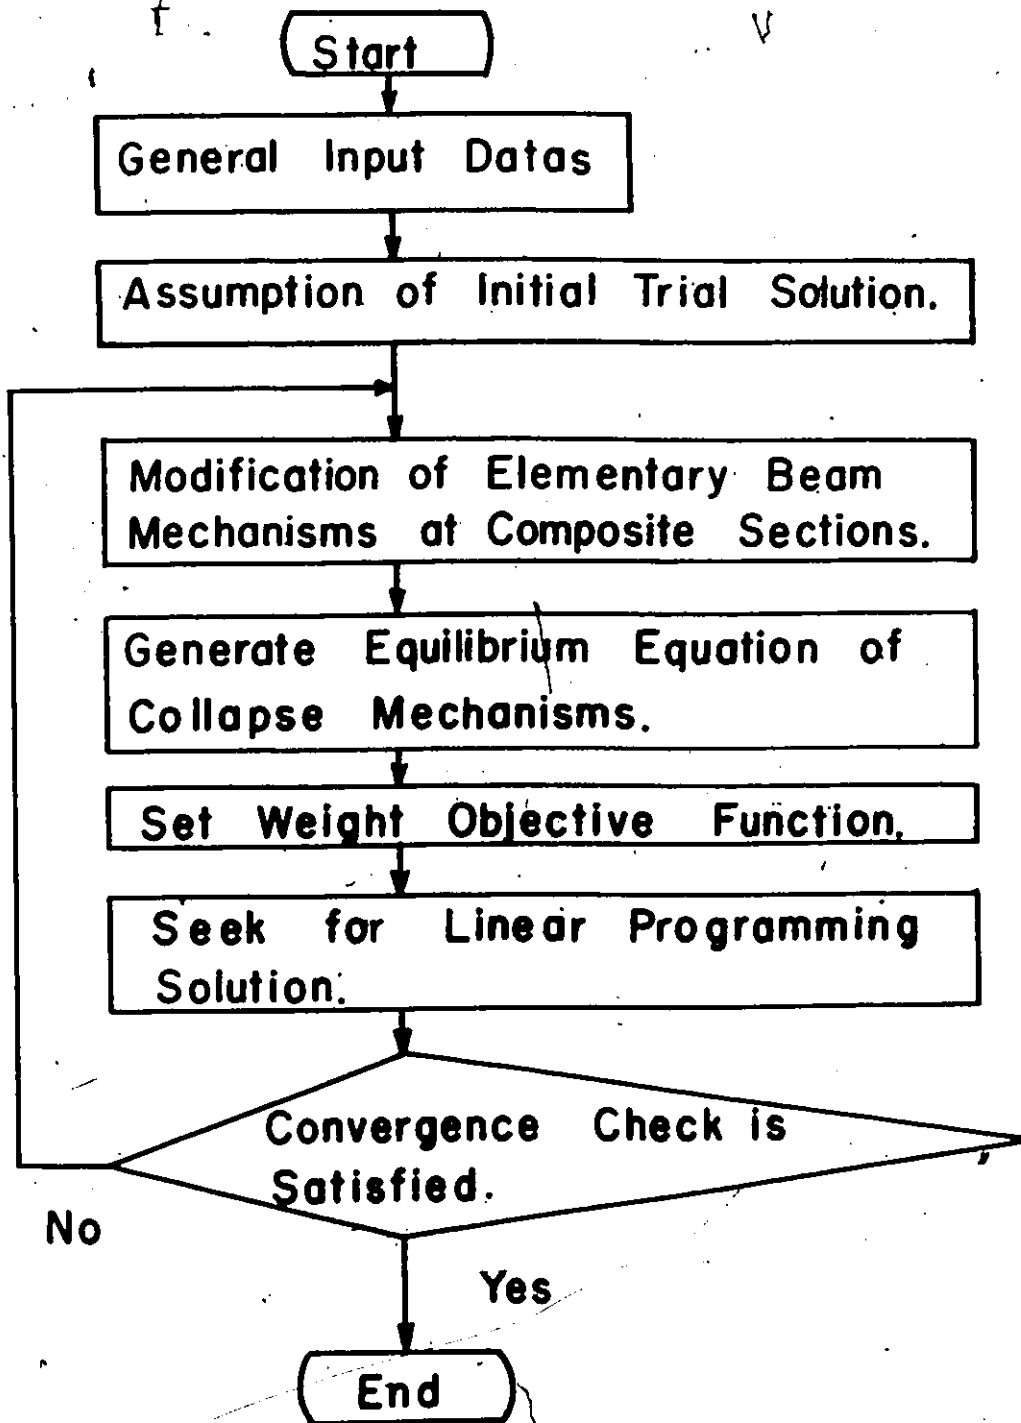 Start
General Input Datas
Assumption of Initial Trial Solution.
Modification of Elementary Beam
Mechanisms at Composite Sections.
Generate Equilibrium Equation of
Collapse Mechanisms.
Set Weight Objective Function.
Seek for Linear Programming
Solution.
Convergence Check is
Satisfied.
No
Yes
End